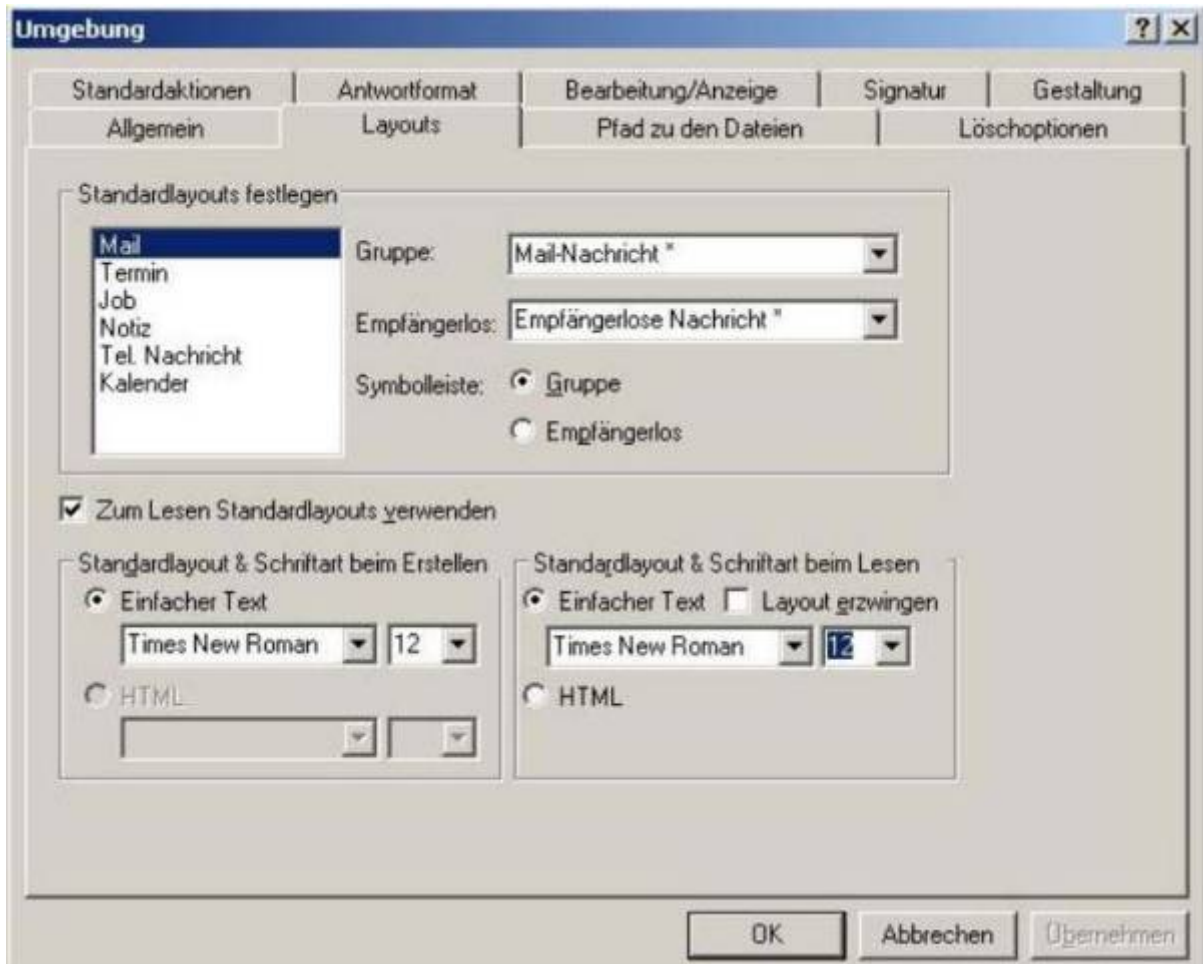 Umgebung
Standardaktionen Antwortformat Bearbeitung/Anzeige Signatur Gestaltung
Allgemein Layouts Pfad zu den Dateien Löschoptionen
Standardlayouts festlegen
Mail
Termin
Job
Notiz
Tel. Nachricht
Kalender
Gruppe: Mail-Nachricht *
Empfängerlos: Empfängerlose Nachricht *
Symbolleiste: Gruppe
Empfängerlos
Zum Lesen Standardlayouts verwenden
Standardlayout & Schriftart beim Erstellen
Einfacher Text
Times New Roman 12
HTML
Standardlayout & Schriftart beim Lesen
Einfacher Text Layout erzwingen
Times New Roman 12
HTML
OK Abbrechen Übernehmen